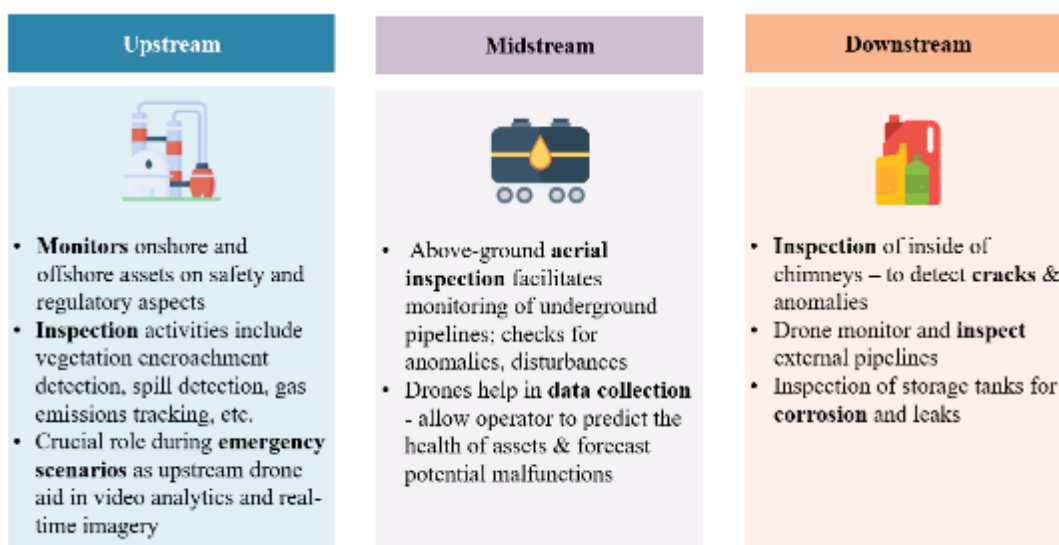 Upstream
• Monitors onshore and
offshore assets on safety and
regulatory aspects
• Inspection activities include
vegetation encroachment
detection, spill detection, gas
emissions tracking, etc.
• Crucial role during emergency
scenarios as upstream drone
aid in video analytics and real-
time imagery
Midstream
• Above-ground aerial
inspection facilitates
monitoring of underground
pipelines; checks for
anomalies, disturbances
• Drones help in data collection
- allow operator to predict the
health of assets & forecast
potential malfunctions
Downstream
• Inspection of inside of
chimneys – to detect cracks &
anomalies
• Drone monitor and inspect
external pipelines
• Inspection of storage tanks for
corrosion and leaks